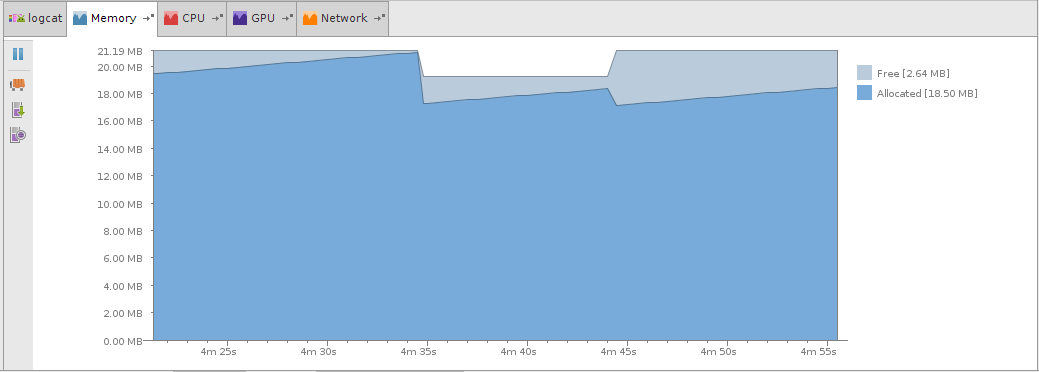 logcat Memory CPU GPU Network
21.19 MB
20.00 MB
18.00 MB
16.00 MB
14.00 MB
12.00 MB
10.00 MB
8.00 MB
6.00 MB
4.00 MB
2.00 MB
0.00 MB
4m 25s 4m 30s 4m 35s 4m 40s 4m 45s 4m 50s 4m 55s
Free [2.64 MB]
Allocated [18.50 MB]